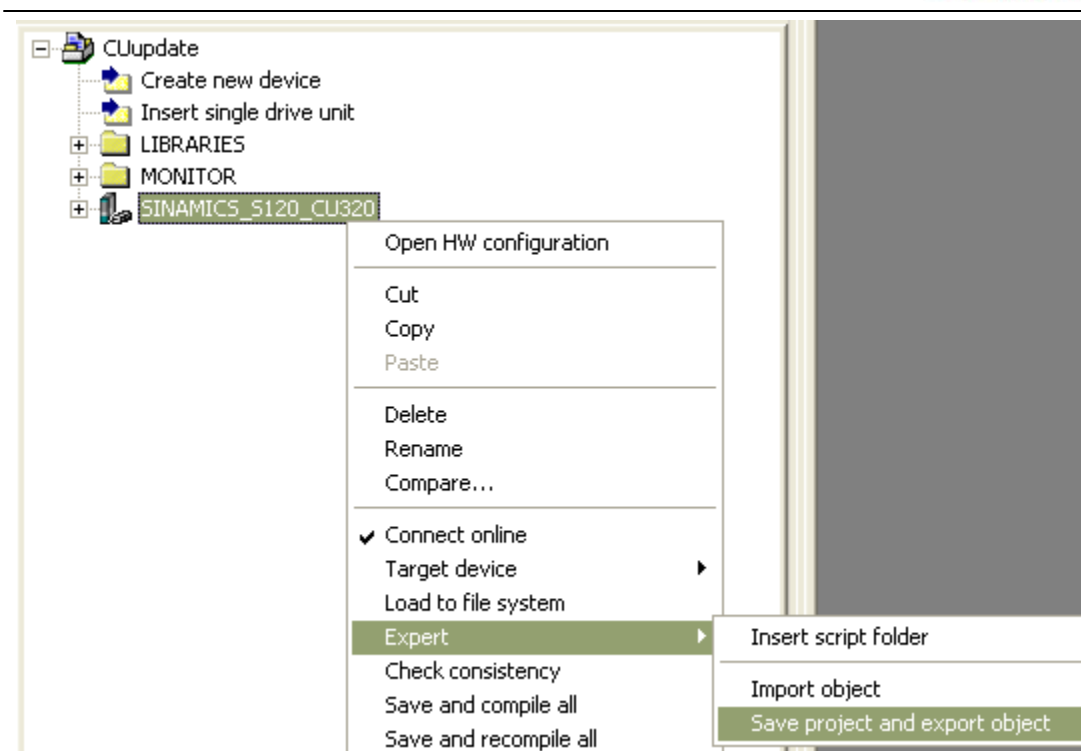 CUupdate
Create new device
Insert single drive unit
LIBRARIES
MONITOR
SINAMICS_S120_CU320
Open HW configuration
Cut
Copy
Paste
Delete
Rename
Compare...
Connect online
Target device
Load to file system
Expert
Check consistency
Save and compile all
Save and recompile all
Insert script folder
Import object
Save project and export object